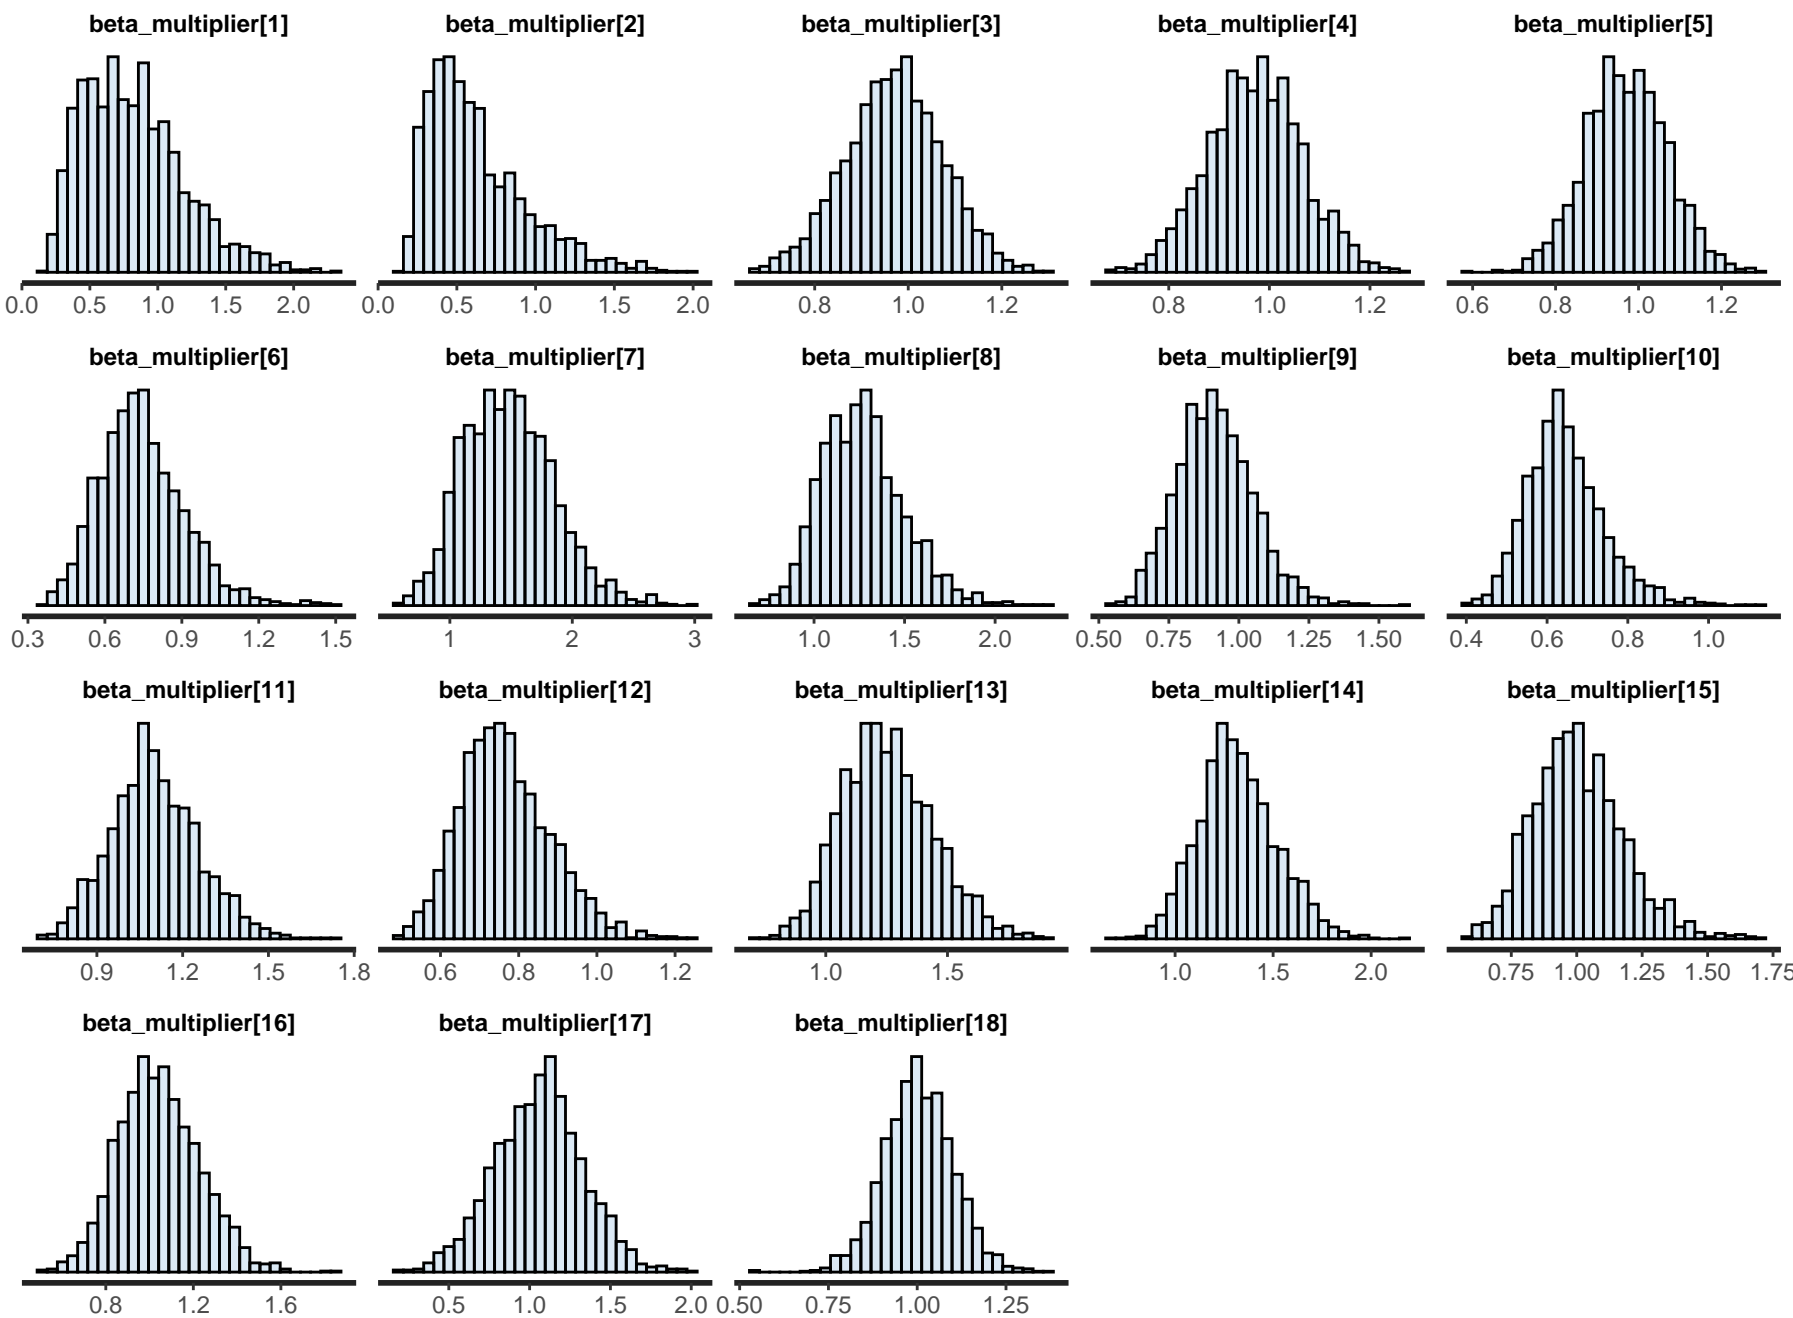 beta_multiplier[1] beta_multiplier[2] beta_multiplier[3] beta_multiplier[4] beta_multiplier[5]
0.0 0.5 1.0 1.5 2.0 0.0 0.5 1.0 1.5 2.0 0.8 1.0 1.2 0.8 1.0 1.2 0.6 0.8 1.0 1.2
beta_multiplier[6] beta_multiplier[7] beta_multiplier[8] beta_multiplier[9] beta_multiplier[10]
0.3 0.6 0.9 1.2 1.5 1 2 3 1.0 1.5 2.0 0.50 0.75 1.00 1.25 1.50 0.4 0.6 0.8 1.0
beta_multiplier[11] beta_multiplier[12] beta_multiplier[13] beta_multiplier[14] beta_multiplier[15]
0.9 1.2 1.5 1.8 0.6 0.8 1.0 1.2 1.0 1.5 1.0 1.5 2.0 0.75 1.00 1.25 1.50 1.75
beta_multiplier[16] beta_multiplier[17] beta_multiplier[18]
0.8 1.2 1.6 0.5 1.0 1.5 2.0 0.50 0.75 1.00 1.25